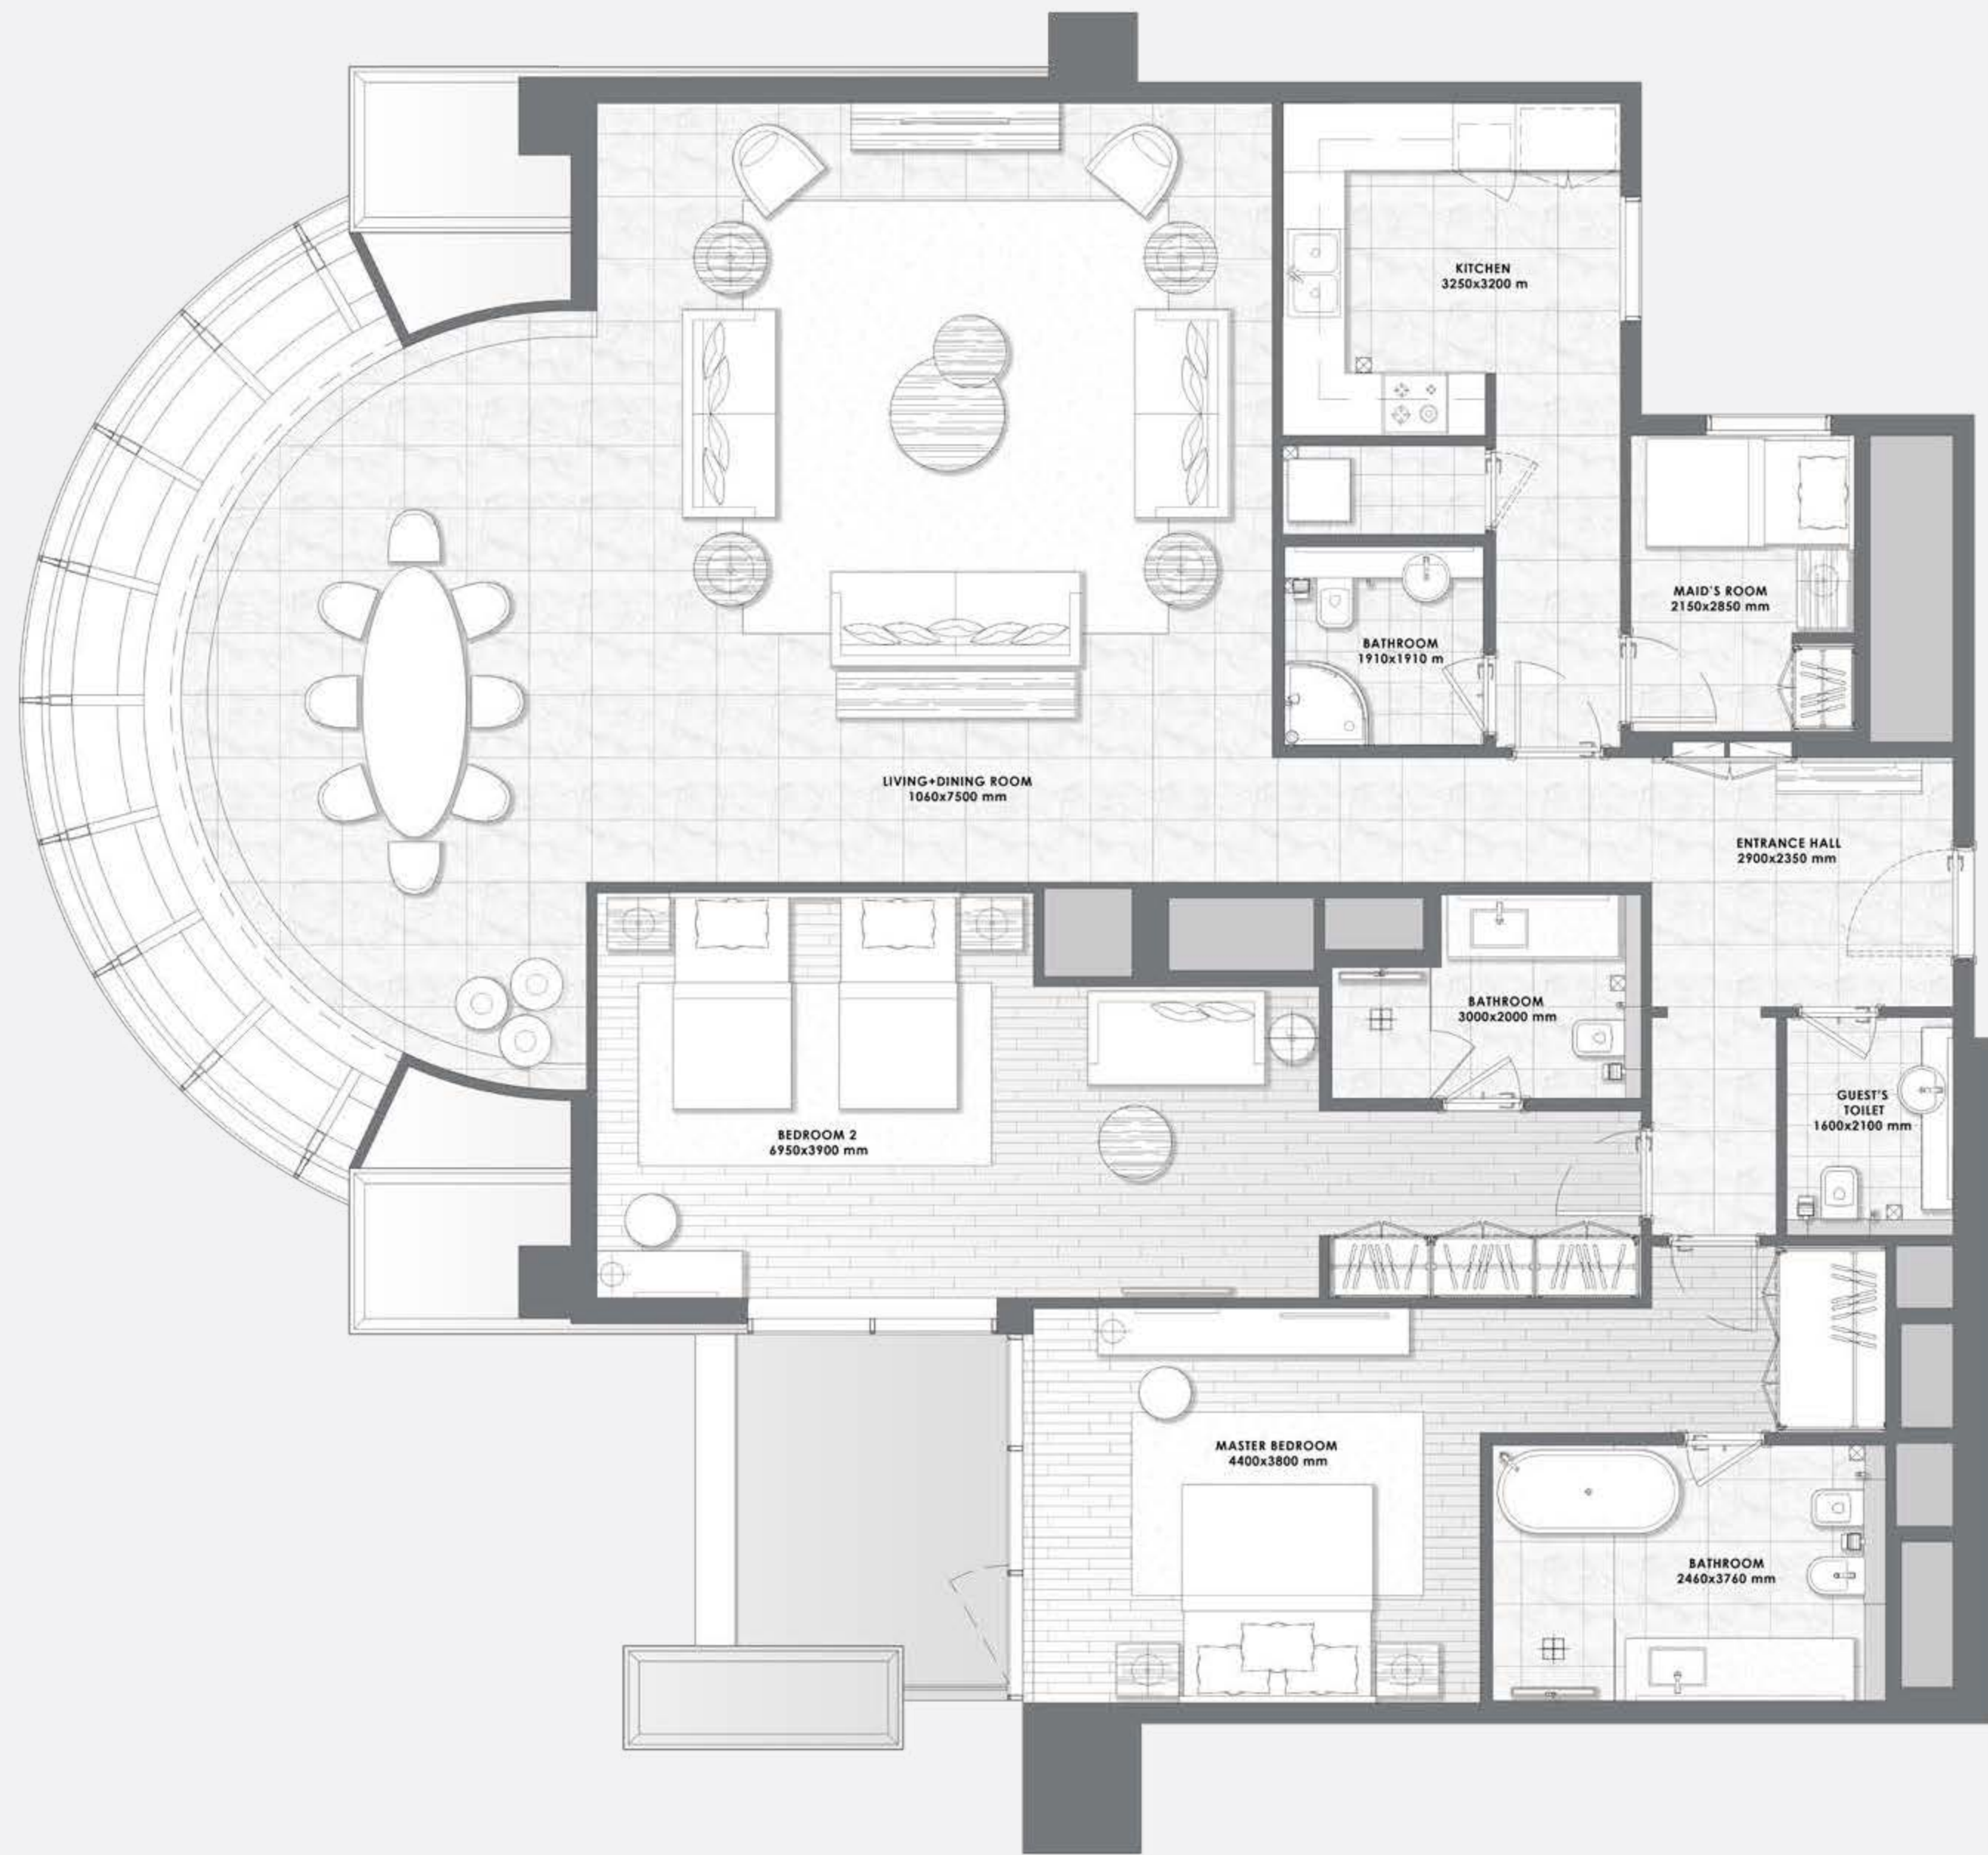 KITCHEN
3250x3200 m
MAID'S ROOM
2150x2850 mm
BATHROOM
1910x1910 m
LIVING+DINING ROOM
1060x7500 mm
ENTRANCE HALL
2900x2350 mm
BATHROOM
3000x2000 mm
GUEST'S
TOILET
1600x2100 mm
BEDROOM 2
6950x3900 mm
MASTER BEDROOM
4400x3800 mm
BATHROOM
2460x3760 mm